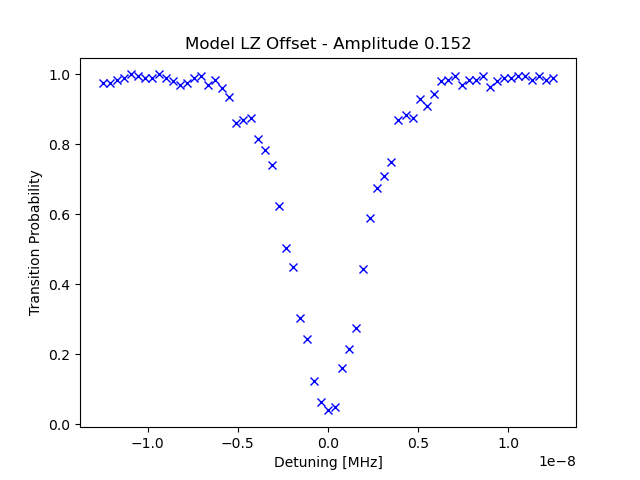 Model LZ Offset - Amplitude 0.152
1.0
0.8
0.6
0.4
0.2
0.0
Transition Probability
−1.0 −0.5 0.0 0.5 1.0
Detuning [MHz]
1e−8